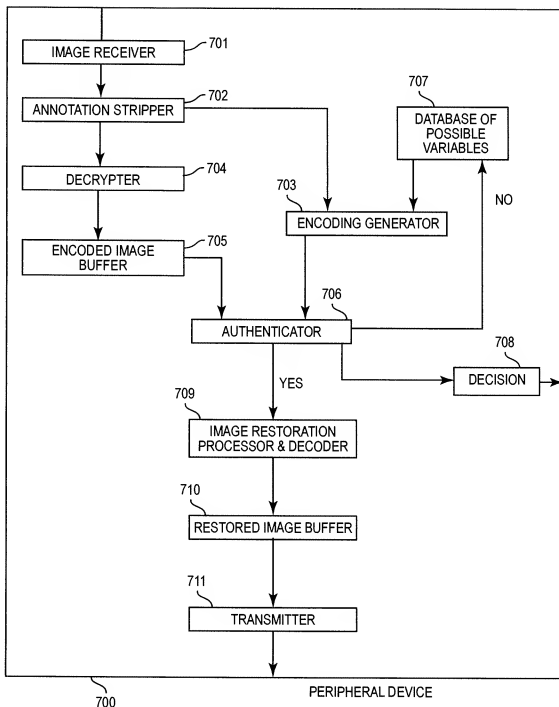 701
IMAGE RECEIVER
702
ANNOTATION STRIPPER
707
DATABASE OF
POSSIBLE
VARIABLES
704
DECRYPTER
703
ENCODING GENERATOR
NO
705
ENCODED IMAGE
BUFFER
706
AUTHENTICATOR
708
DECISION
YES
709
IMAGE RESTORATION
PROCESSOR & DECODER
710
RESTORED IMAGE BUFFER
711
TRANSMITTER
700
PERIPHERAL DEVICE